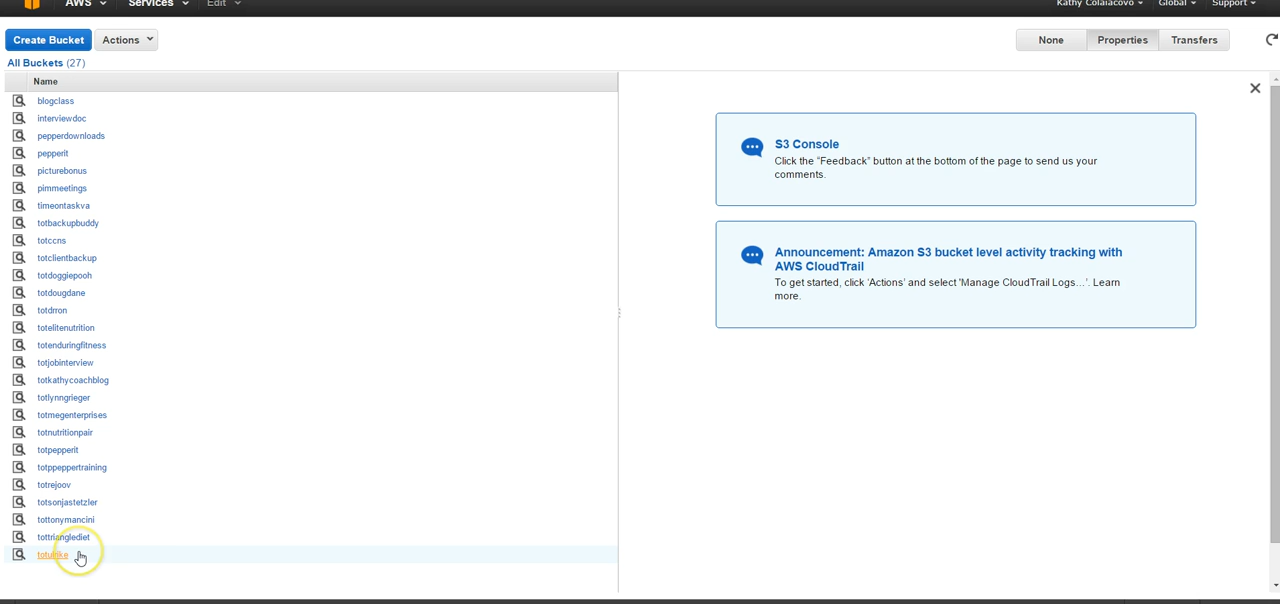 AWS Services Edit Kathy Colaiacovo Global Support
Create Bucket Actions None Properties Transfers
All Buckets (27)
Name
blogclass
interviewdoc
pepperdownloads
pepperit
picturebonus
pimmeetings
timeontaskva
totbackupbuddy
totccns
totclientbackup
totdoggiepooh
totdougdane
totdrron
totelitenutrition
totenduringfitness
totjobinterview
totkathycoachblog
totlynngrieger
totmegenterprises
totnutritionpair
totpepperit
totppeppertraining
totrejoov
totsonjastetzler
tottonymancini
tottrianglediet
S3 Console
Click the "Feedback" button at the bottom of the page to send us your
comments.
Announcement: Amazon S3 bucket level activity tracking with
AWS CloudTrail
To get started, click 'Actions' and select 'Manage CloudTrail Logs...'. Learn
more.